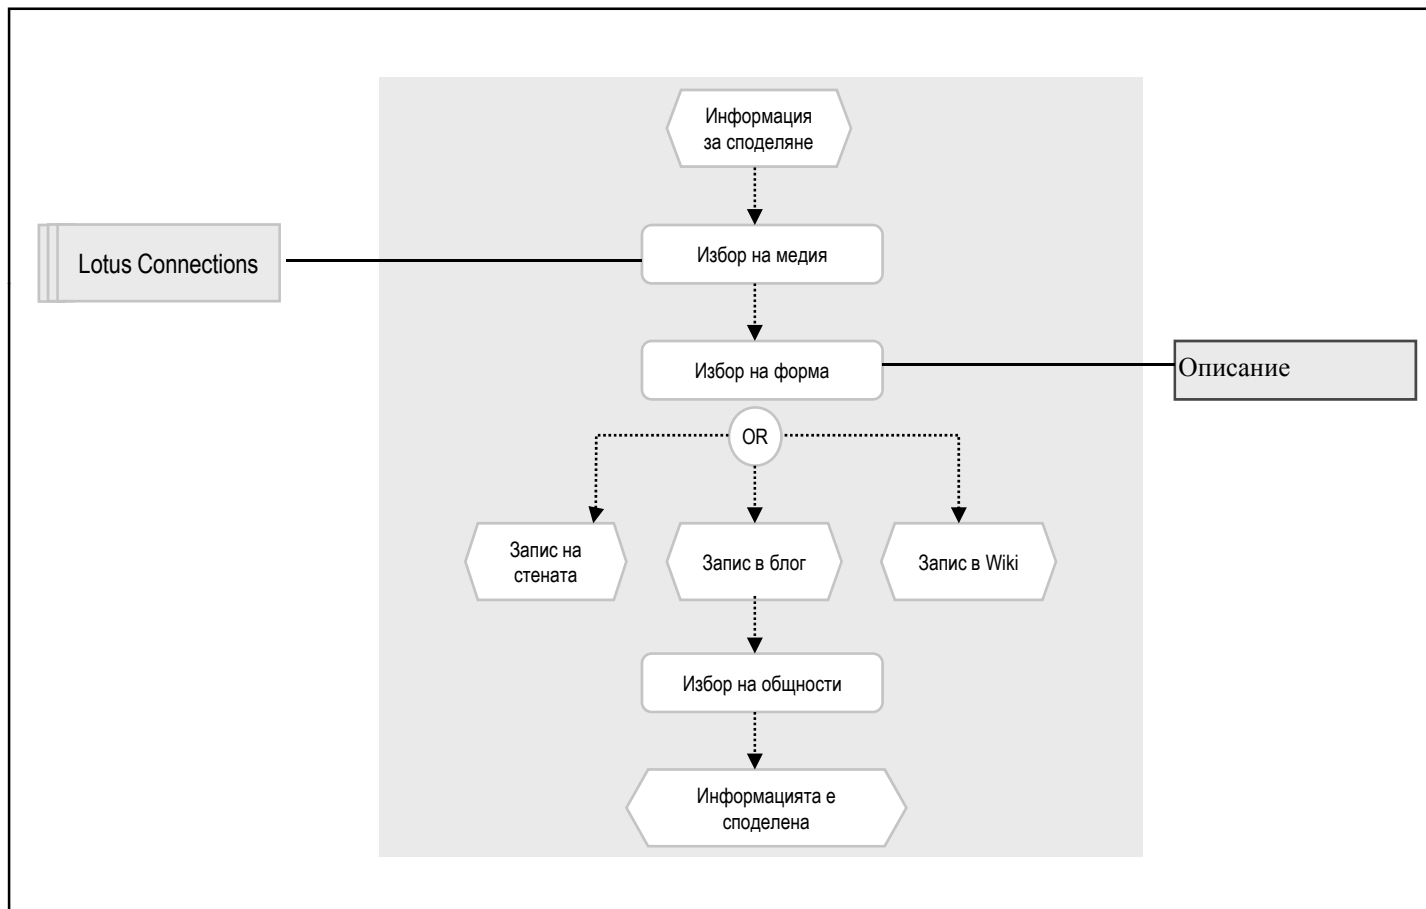 Информация
за споделяне
Lotus Connections
Избор на медия
Избор на форма
Описание
OR
Запис на
стената
Запис в блог
Запис в Wiki
Избор на общности
Информацията е
споделена